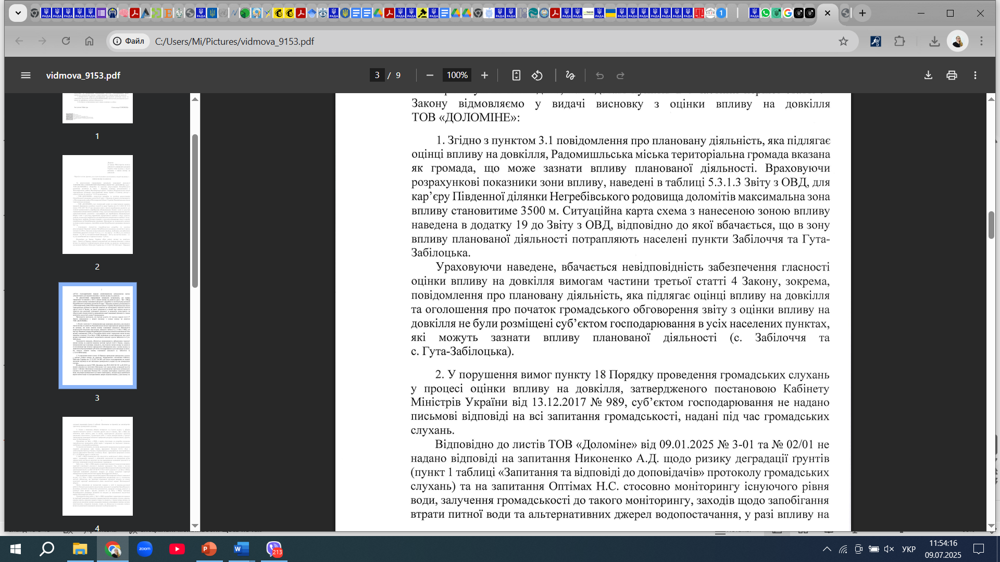 Файл
C:/Users/Mi/Pictures/vidmova_9153.pdf
vidmova_9153.pdf
3 / 9
100%
1
2
3
4
Закону відмовляємо у видачі висновку з оцінки впливу на довкілля
ТОВ «ДОЛОМІНЕ»:
1. Згідно з пунктом 3.1 повідомлення про плановану діяльність, яка підлягає
оцінці впливу на довкілля, Радомишльська міська територіальна громада вказана
як громада, що може зазнати впливу планованої діяльності. Враховуючи
розрахункові показники зони впливу, наведені в таблиці 5.3.1.3 Звіту з ОВД, для
кар’єру Південної ділянки Негребівського родовища доломітів максимальна зона
впливу становитиме 3500 м. Ситуаційна карта схема з нанесеною зоною впливу
наведена в додатку 19 до Звіту з ОВД, відповідно до якої вбачається, що в зону
впливу планованої діяльності потрапляють населені пункти Забілоччя та Гута-
Забілоцька.
Ураховуючи наведене, вбачається невідповідність забезпечення гласності
оцінки впливу на довкілля вимогам частини третьої статті 4 Закону, зокрема,
повідомлення про плановану діяльність, яка підлягає оцінці впливу на довкілля
та оголошення про початок громадського обговорення звіту з оцінки впливу на
довкілля не були розміщені суб’єктом господарювання в усіх населених пунктах,
які можуть зазнати впливу планованої діяльності (с. Забілоччя та
с. Гута-Забілоцька).
2. У порушення вимог пункту 18 Порядку проведення громадських слухань
у процесі оцінки впливу на довкілля, затвердженого постановою Кабінету
Міністрів України від 13.12.2017 № 989, суб’єктом господарювання не надано
письмові відповіді на всі запитання громадськості, надані під час громадських
слухань.
Відповідно до листів ТОВ «Доломіне» від 09.01.2025 № 3-01 та № 02/01 не
надано відповіді на запитання Никоненко А.Д. щодо ризику деградації ґрунтів
(пункт 1 таблиці «Запитання та відповіді до доповідачів» протоколу громадських
слухань) та на запитання Оптімах Н.С. стосовно моніторингу існуючого рівня
води, залучення громадськості до такого моніторингу, заходів щодо запобігання
втрати питної води та альтернативних джерел водопостачання, у разі впливу на
zoom
213
УКР
11:54:16
09.07.2025